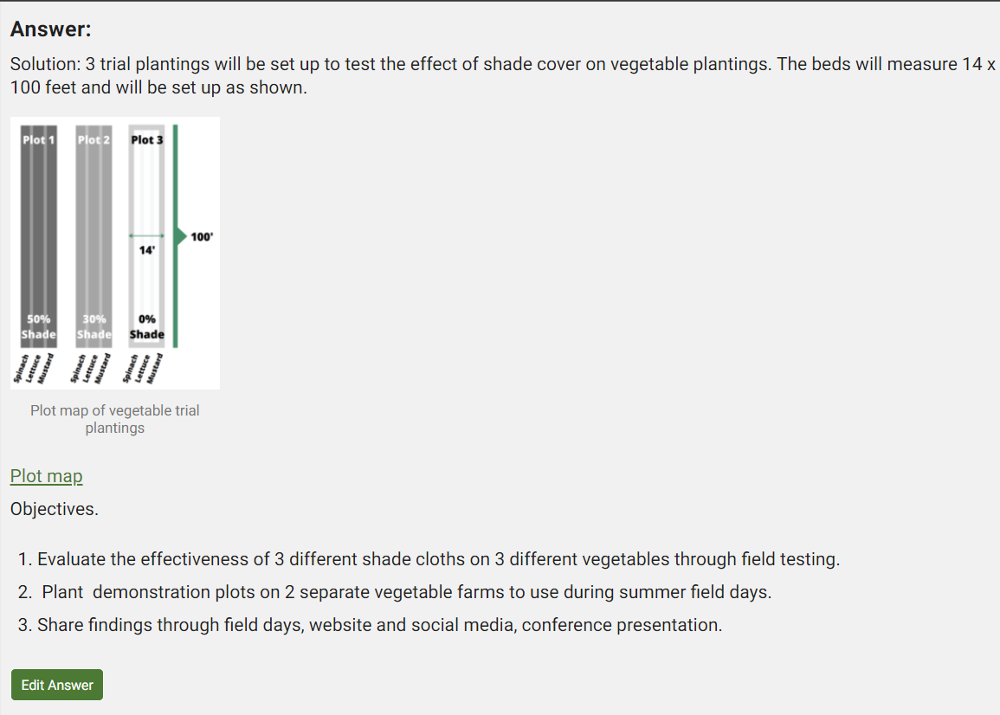 Answer:
Solution: 3 trial plantings will be set up to test the effect of shade cover on vegetable plantings. The beds will measure 14 x
100 feet and will be set up as shown.
Plot 1 Plot 2 Plot 3
100'
14'
50% 30% 0%
Shade Shade Shade
Spinach Lettuce Mustard Spinach Lettuce Mustard Spinach Lettuce Mustard
Plot map of vegetable trial
plantings
Plot map
Objectives.
1. Evaluate the effectiveness of 3 different shade cloths on 3 different vegetables through field testing.
2. Plant demonstration plots on 2 separate vegetable farms to use during summer field days.
3. Share findings through field days, website and social media, conference presentation.
Edit Answer